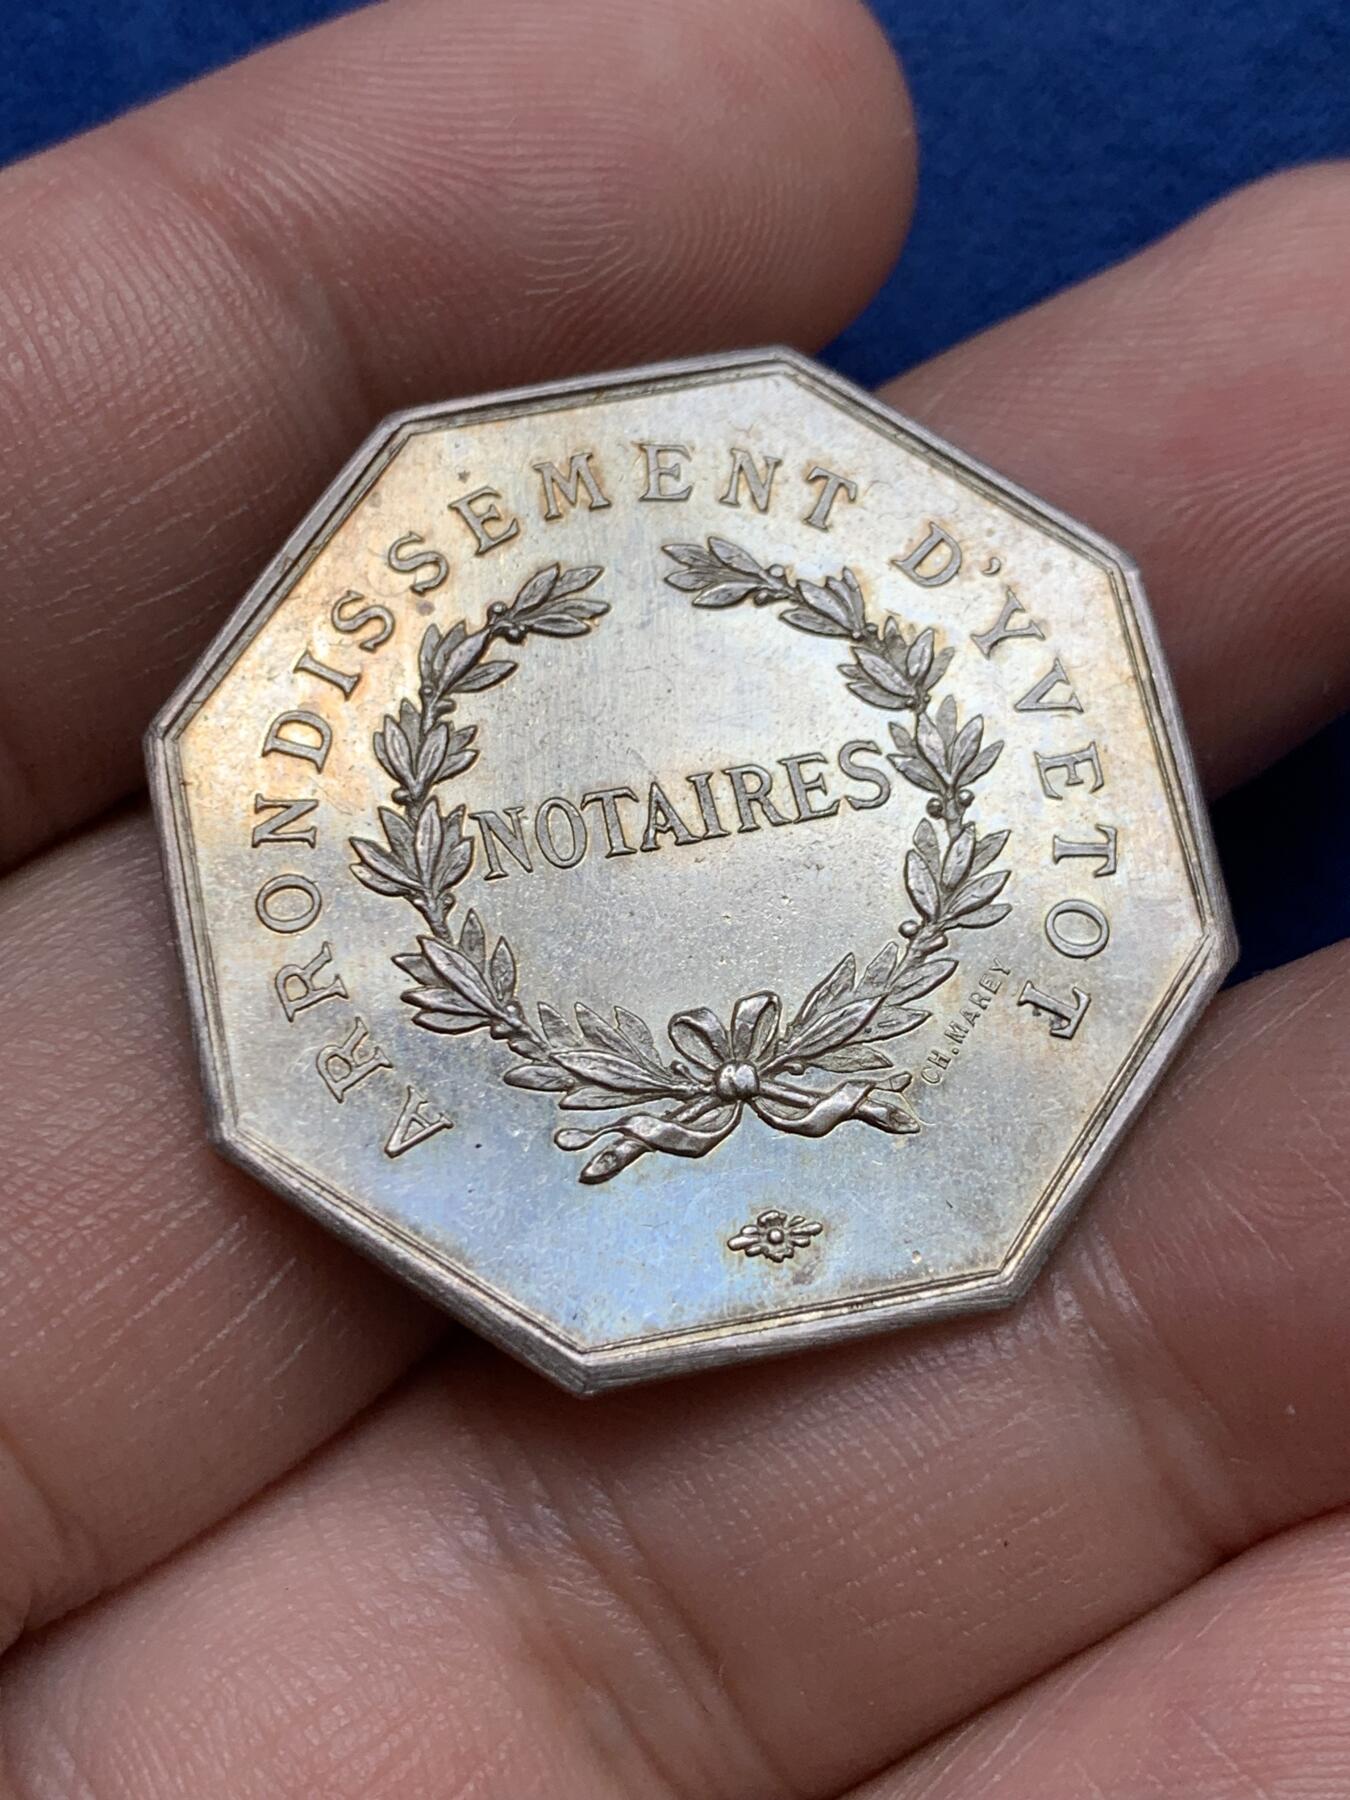 ARRONDISSEMENT D'YVETOT
NOTAIRES
CH. MAREY